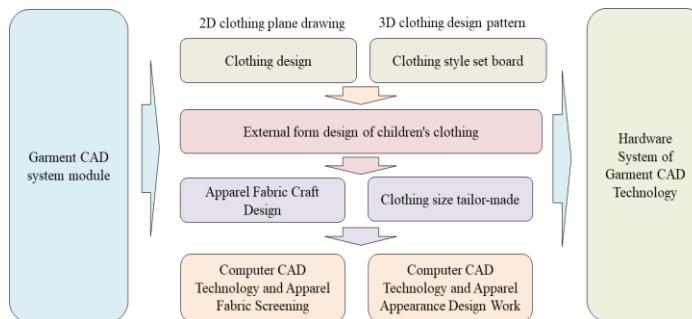 2D clothing plane drawing
3D clothing design pattern
Clothing design
Clothing style set board
External form design of children's clothing
Garment CAD
system module
Hardware
System of
Garment CAD
Technology
Apparel Fabric Craft
Design
Clothing size tailor-made
Computer CAD
Technology and Apparel
Fabric Screening
Computer CAD
Technology and Apparel
Appearance Design Work